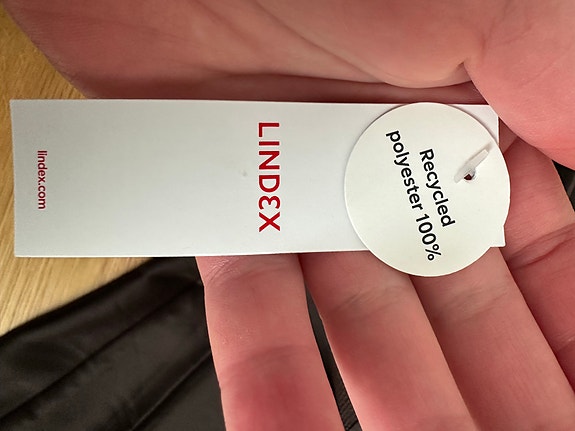 LINDEX
lindex.com
Recycled
polyester 100%